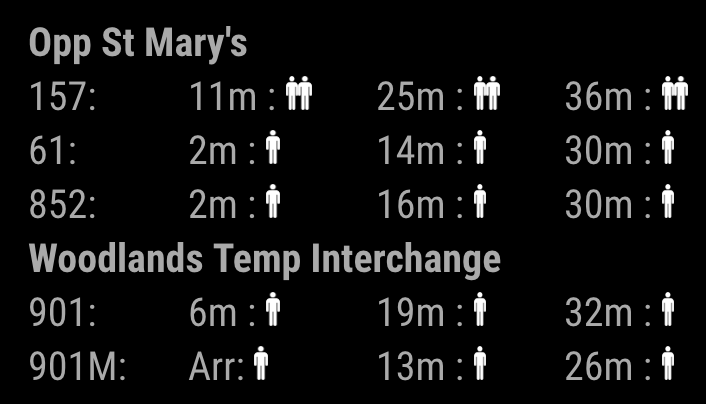 Opp St Mary's
157: 11m : 25m : 36m :
61: 2m : 14m : 30m :
852: 2m : 16m : 30m :
Woodlands Temp Interchange
901: 6m : 19m : 32m :
901M: Arr: 13m : 26m :